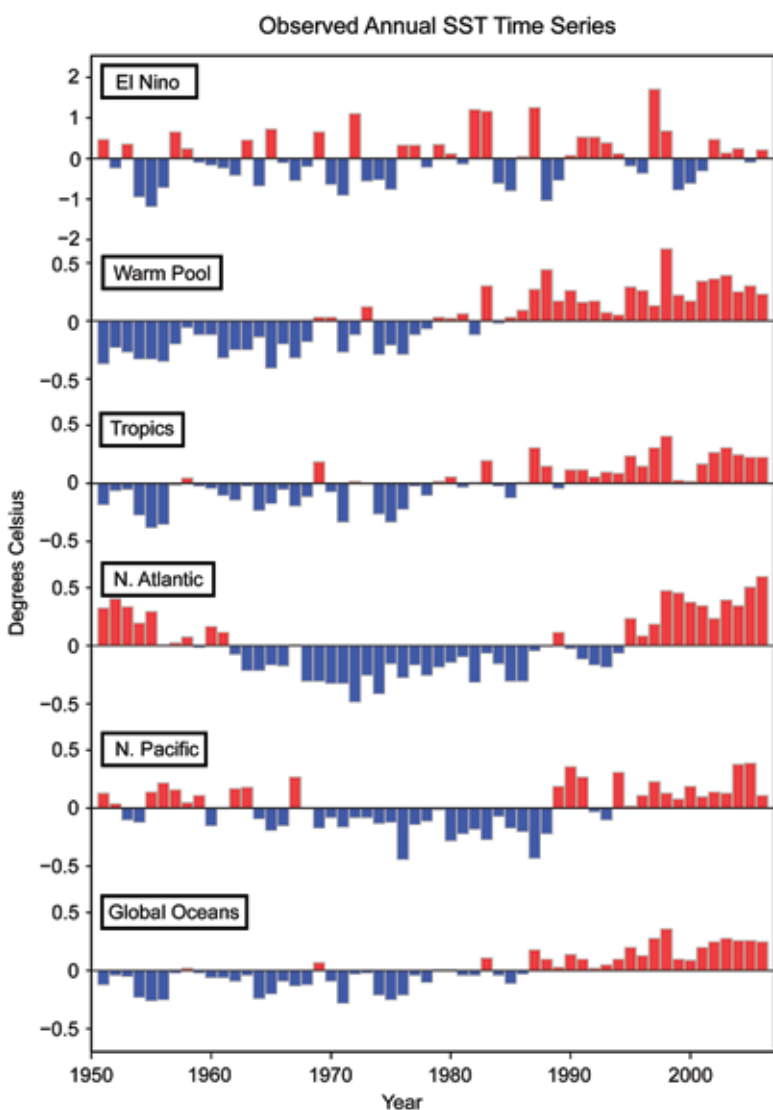 Observed Annual SST Time Series
El Nino
2
1
0
−1
−2
Warm Pool
0.5
0
−0.5
Tropics
0.5
0
−0.5
N. Atlantic
0.5
0
−0.5
N. Pacific
0.5
0
−0.5
Global Oceans
0.5
0
−0.5
Degrees Celsius
1950 1960 1970 1980 1990 2000
Year